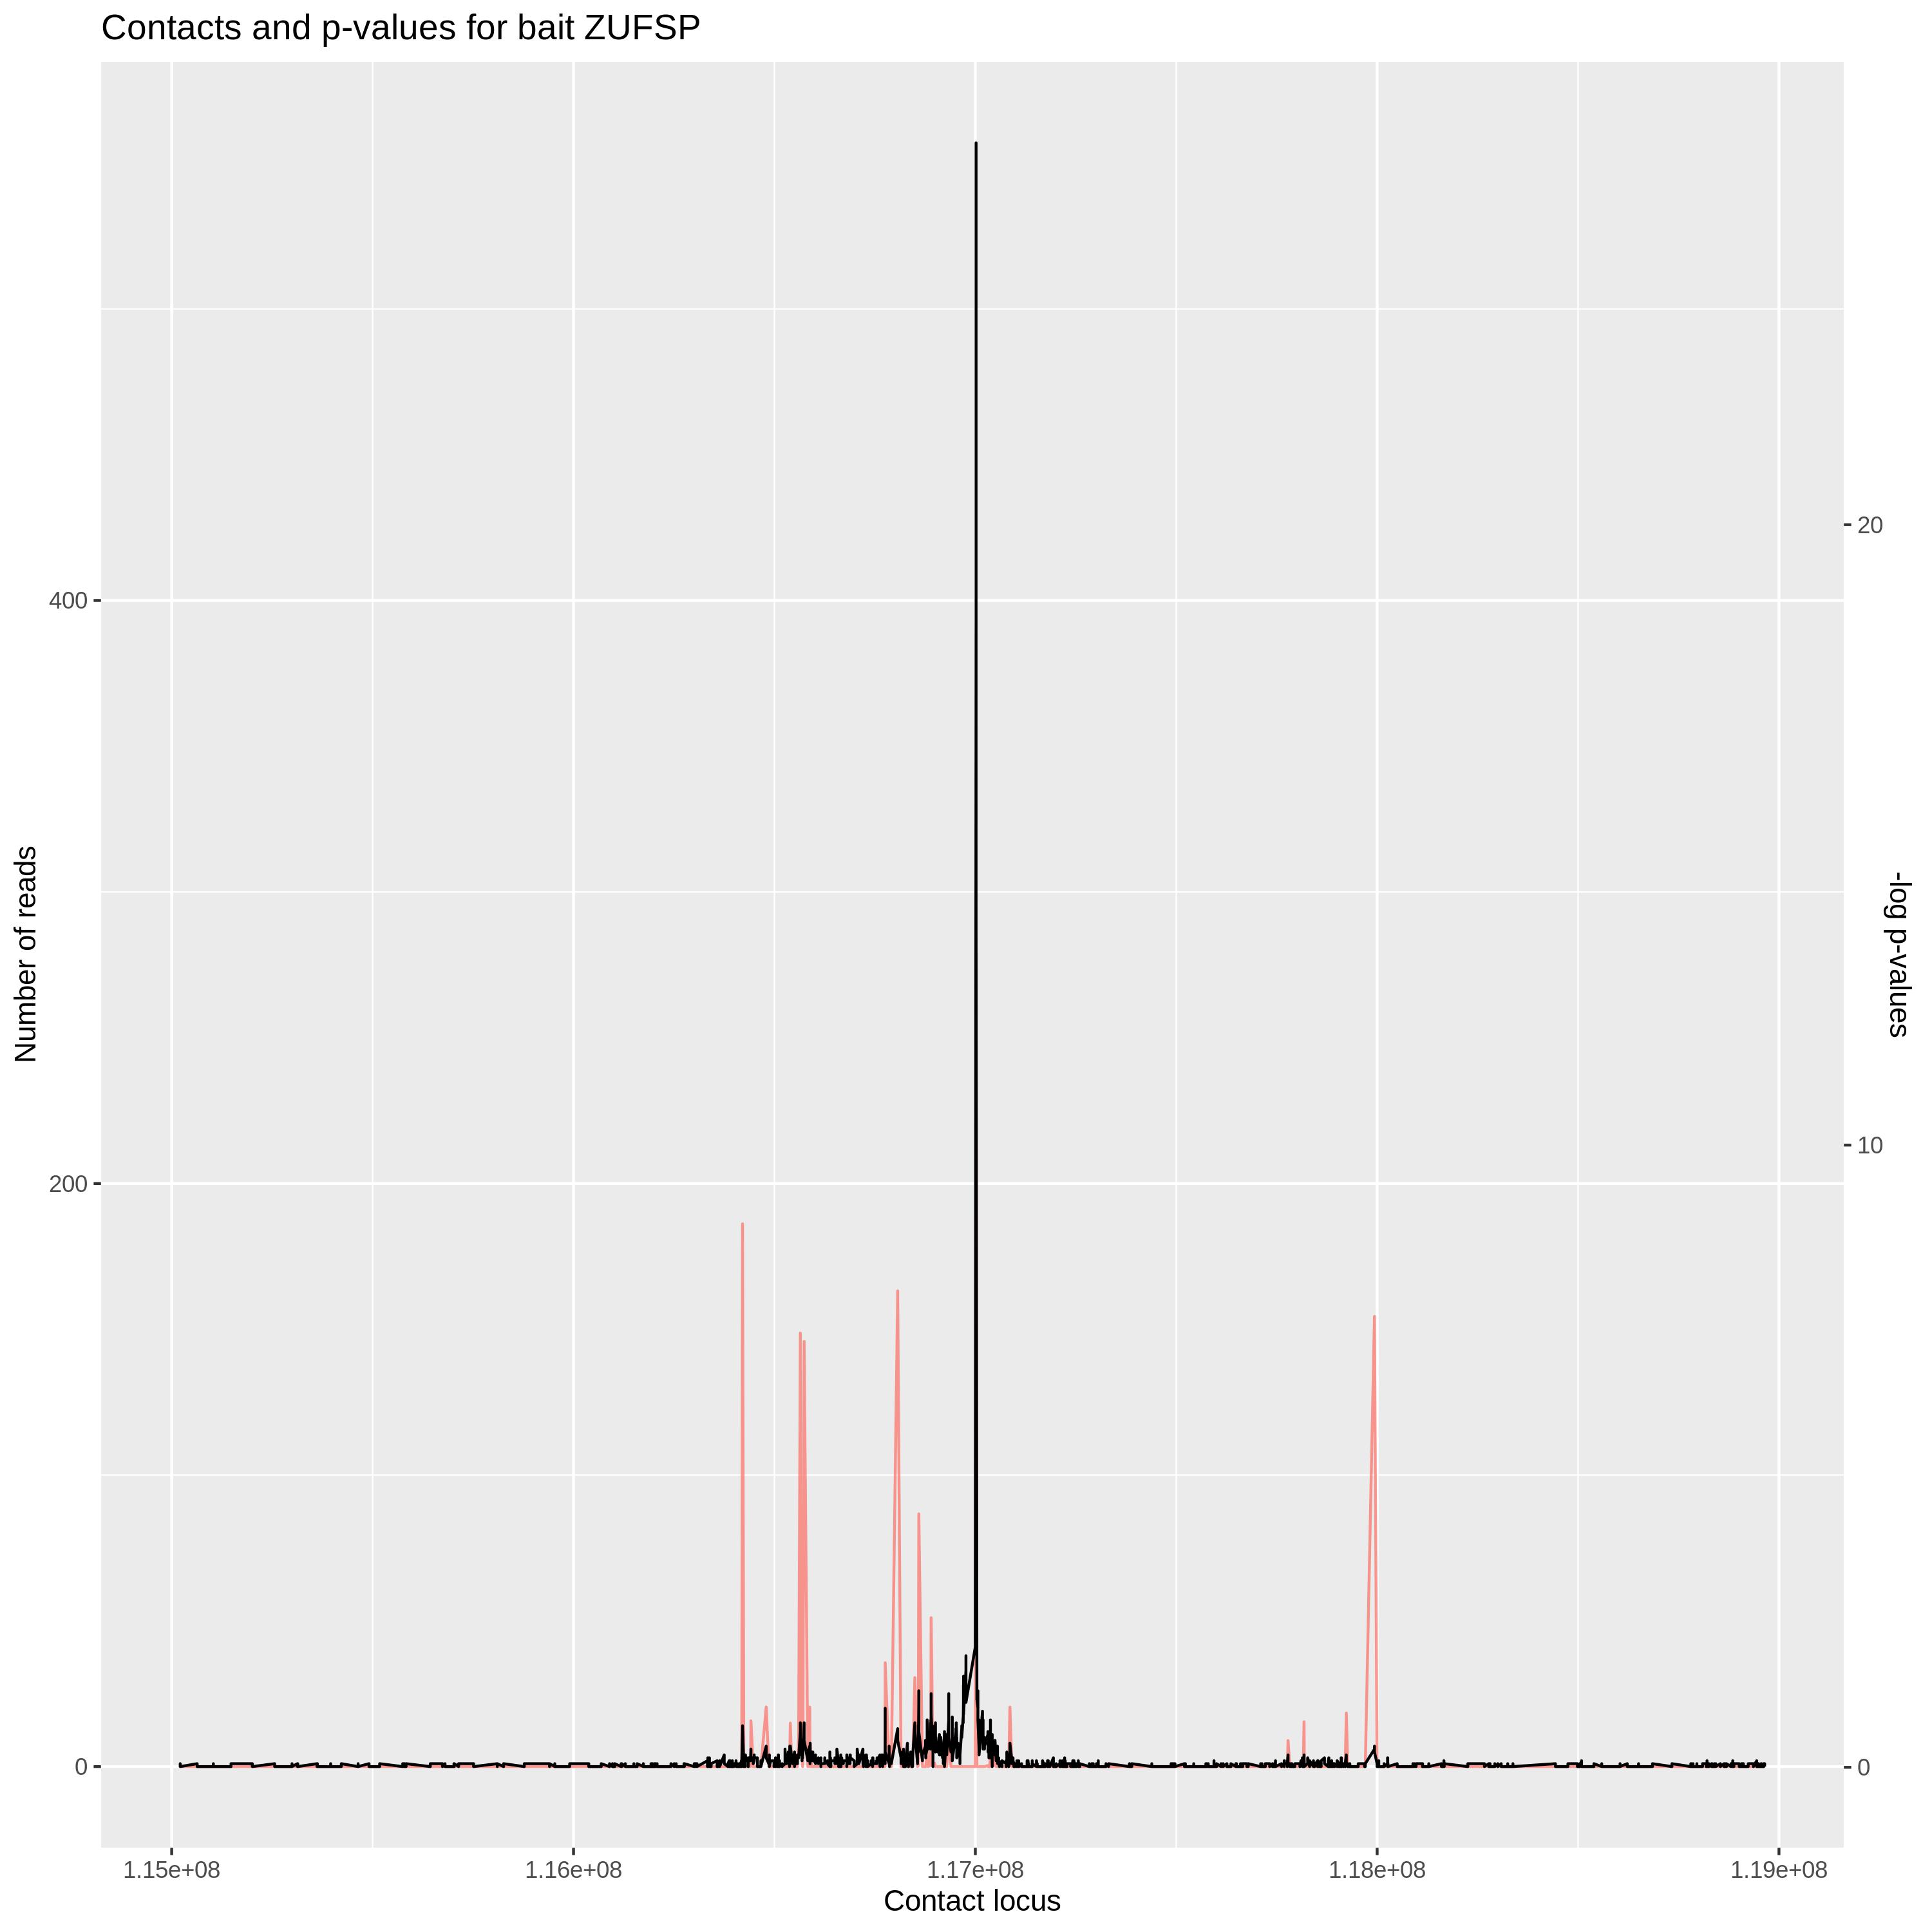 Contacts and p-values for bait ZUFSP
Number of reads
400
200
0
20
10
0
-log p-values
1.15e+08 1.16e+08 1.17e+08 1.18e+08 1.19e+08
Contact locus